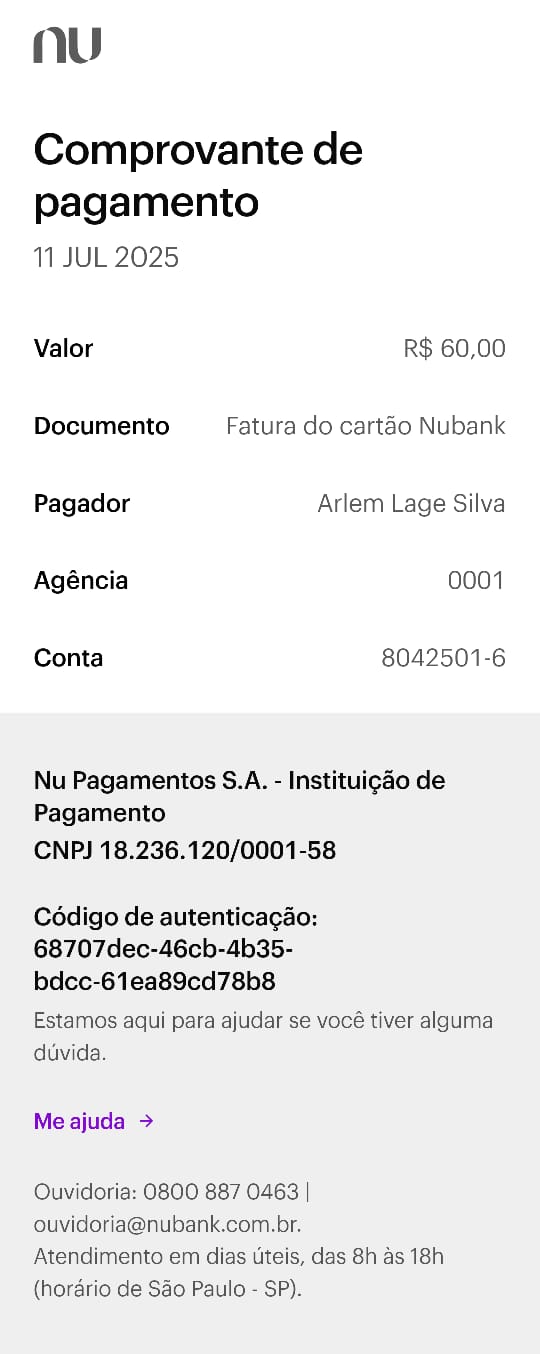 nu
Comprovante de
pagamento
11 JUL 2025
Valor R$ 60,00
Documento Fatura do cartão Nubank
Pagador Arlem Lage Silva
Agência 0001
Conta 8042501-6
Nu Pagamentos S.A. - Instituição de
Pagamento
CNPJ 18.236.120/0001-58
Código de autenticação:
68707dec-46cb-4b35-
bdcc-61ea89cd78b8
Estamos aqui para ajudar se você tiver alguma
dúvida.
Me ajuda →
Ouvidoria: 0800 887 0463 |
ouvidoria@nubank.com.br.
Atendimento em dias úteis, das 8h às 18h
(horário de São Paulo - SP).